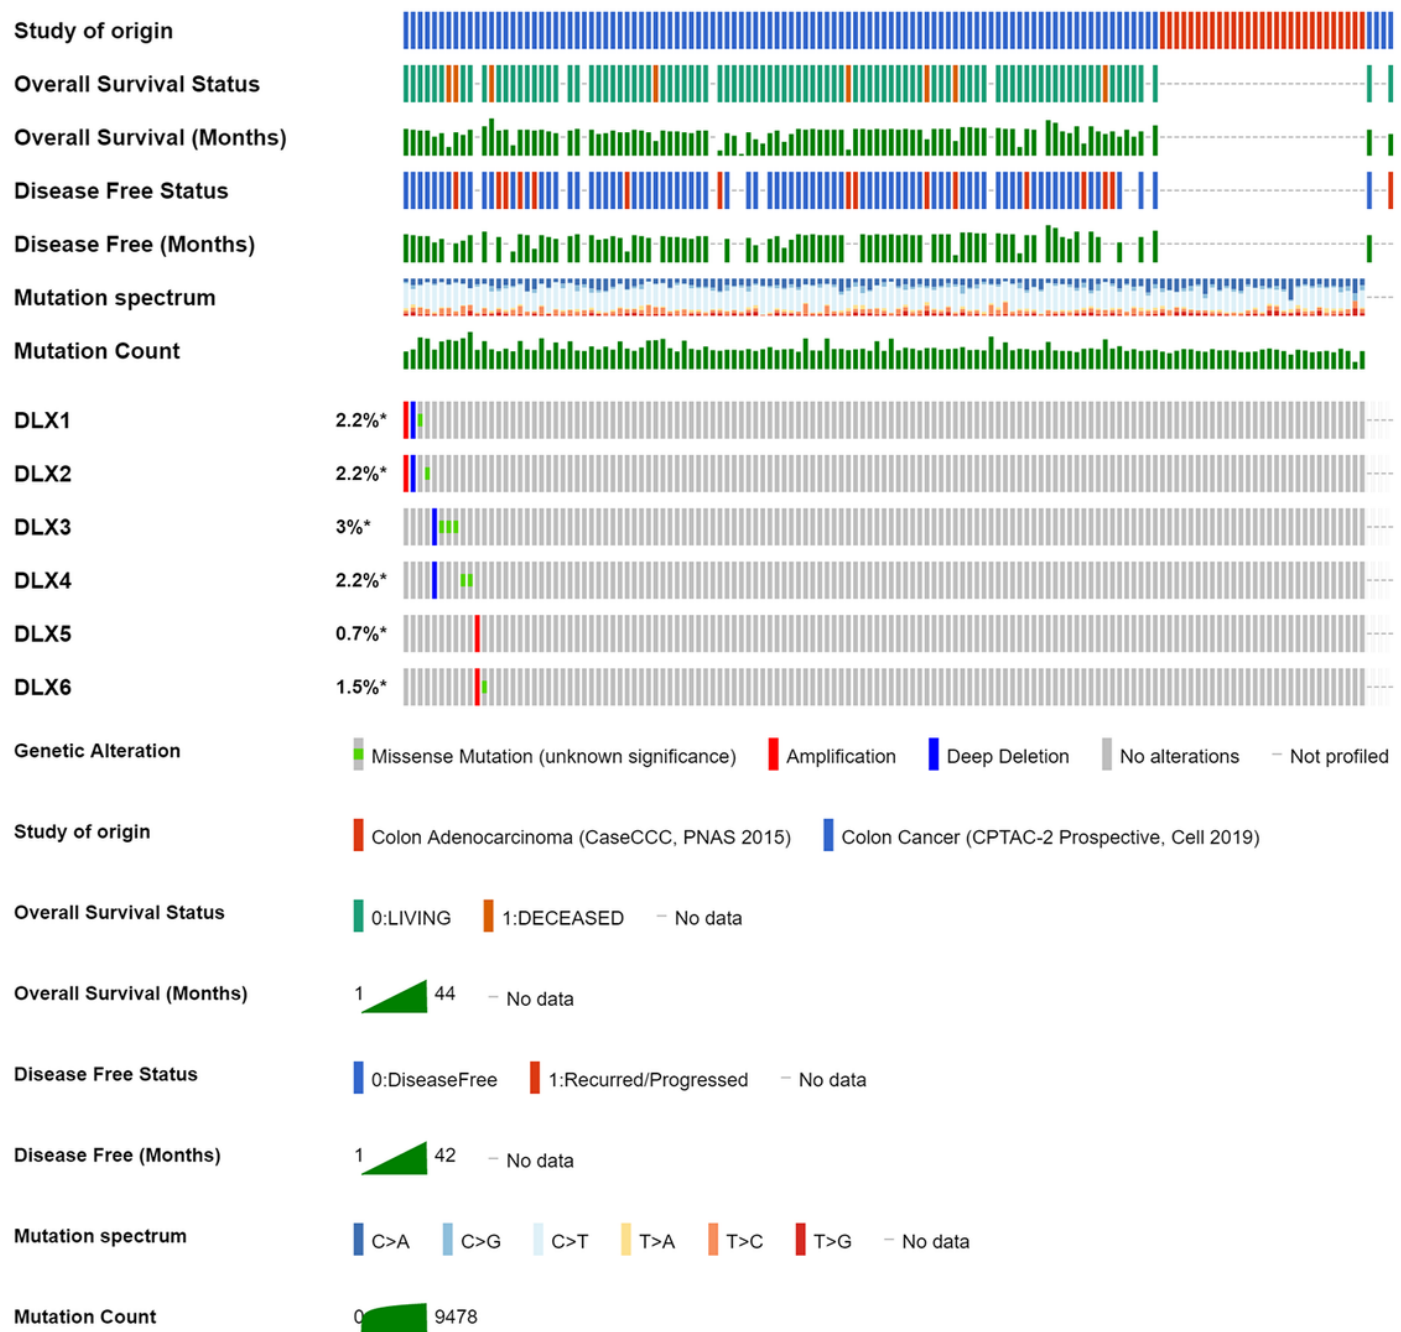 Study of origin
Overall Survival Status
Overall Survival (Months)
Disease Free Status
Disease Free (Months)
Mutation spectrum
Mutation Count
DLX1 2.2%*
DLX2 2.2%*
DLX3 3%*
DLX4 2.2%*
DLX5 0.7%*
DLX6 1.5%*
Genetic Alteration Missense Mutation (unknown significance) Amplification Deep Deletion No alterations Not profiled
Study of origin Colon Adenocarcinoma (CaseCCC, PNAS 2015) Colon Cancer (CPTAC-2 Prospective, Cell 2019)
Overall Survival Status 0:LIVING 1:DECEASED No data
Overall Survival (Months) 1 44 No data
Disease Free Status 0:DiseaseFree 1:Recurred/Progressed No data
Disease Free (Months) 1 42 No data
Mutation spectrum C>A C>G C>T T>A T>C T>G No data
Mutation Count 0 9478